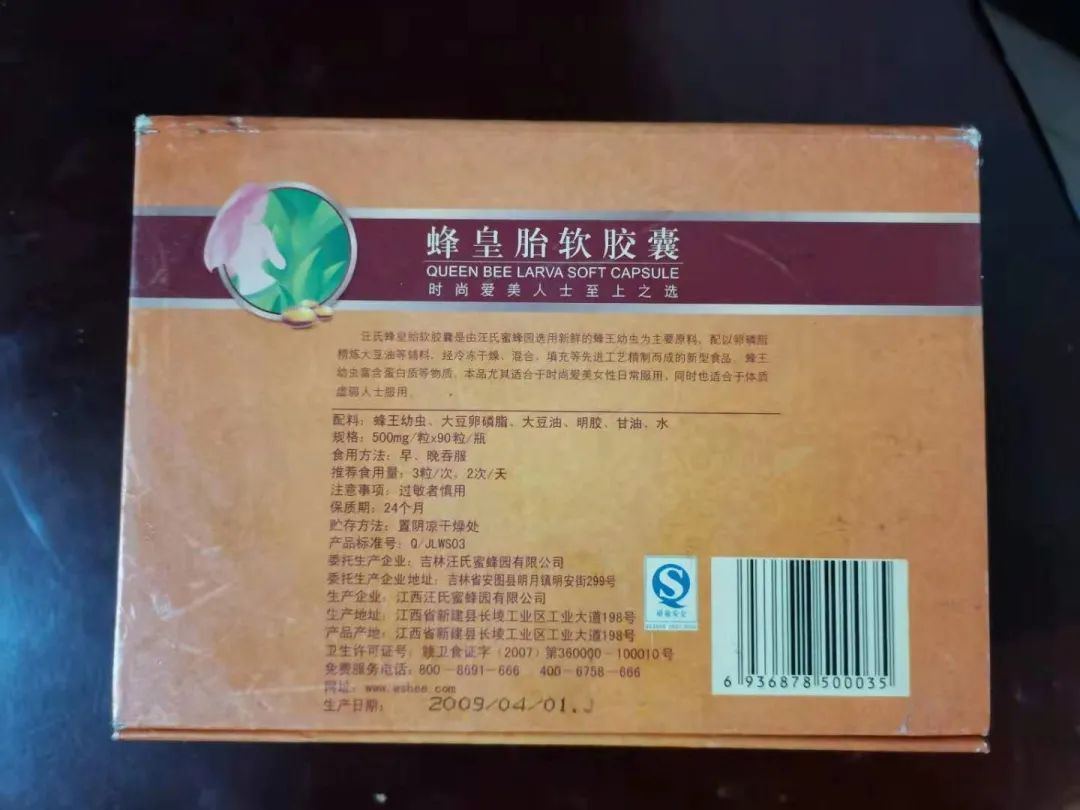 蜂皇胎软胶囊
QUEEN BEE LARVA SOFT CAPSULE
时尚爱美人士至上之选
汪氏蜂皇胎软胶囊是由汪氏蜜蜂园选用新鲜的蜂王幼虫为主要原料、配以卵磷脂
精炼大豆油等辅料、经冷冻干燥、混合、填充等先进工艺精制而成的新型食品。蜂王
幼虫富含蛋白质等物质。本品尤其适合于时尚爱美女性日常服用，同时也适合于体质
虚弱人士服用。
配料：蜂王幼虫、大豆卵磷脂、大豆油、明胶、甘油、水
规格：500mg/粒x90粒/瓶
食用方法：早、晚吞服
推荐食用量：3粒/次，2次/天
注意事项：过敏者慎用
保质期：24个月
贮存方法：置阴凉干燥处
产品标准号：Q/JLWS03
委托生产企业：吉林汪氏蜜蜂园有限公司
委托生产企业地址：吉林省安图县明月镇明安街299号
生产企业：江西汪氏蜜蜂园有限公司
生产地址：江西省新建县长堎工业区工业大道198号
产品产地：江西省新建县长堎工业区工业大道198号
卫生许可证号：赣卫食证字（2007）第360000-100010号
免费服务电话：800-8691-666 400-6758-666
网址：www.wsbee.com
生产日期：2009/04/01.J
质量安全
6 936878 500035